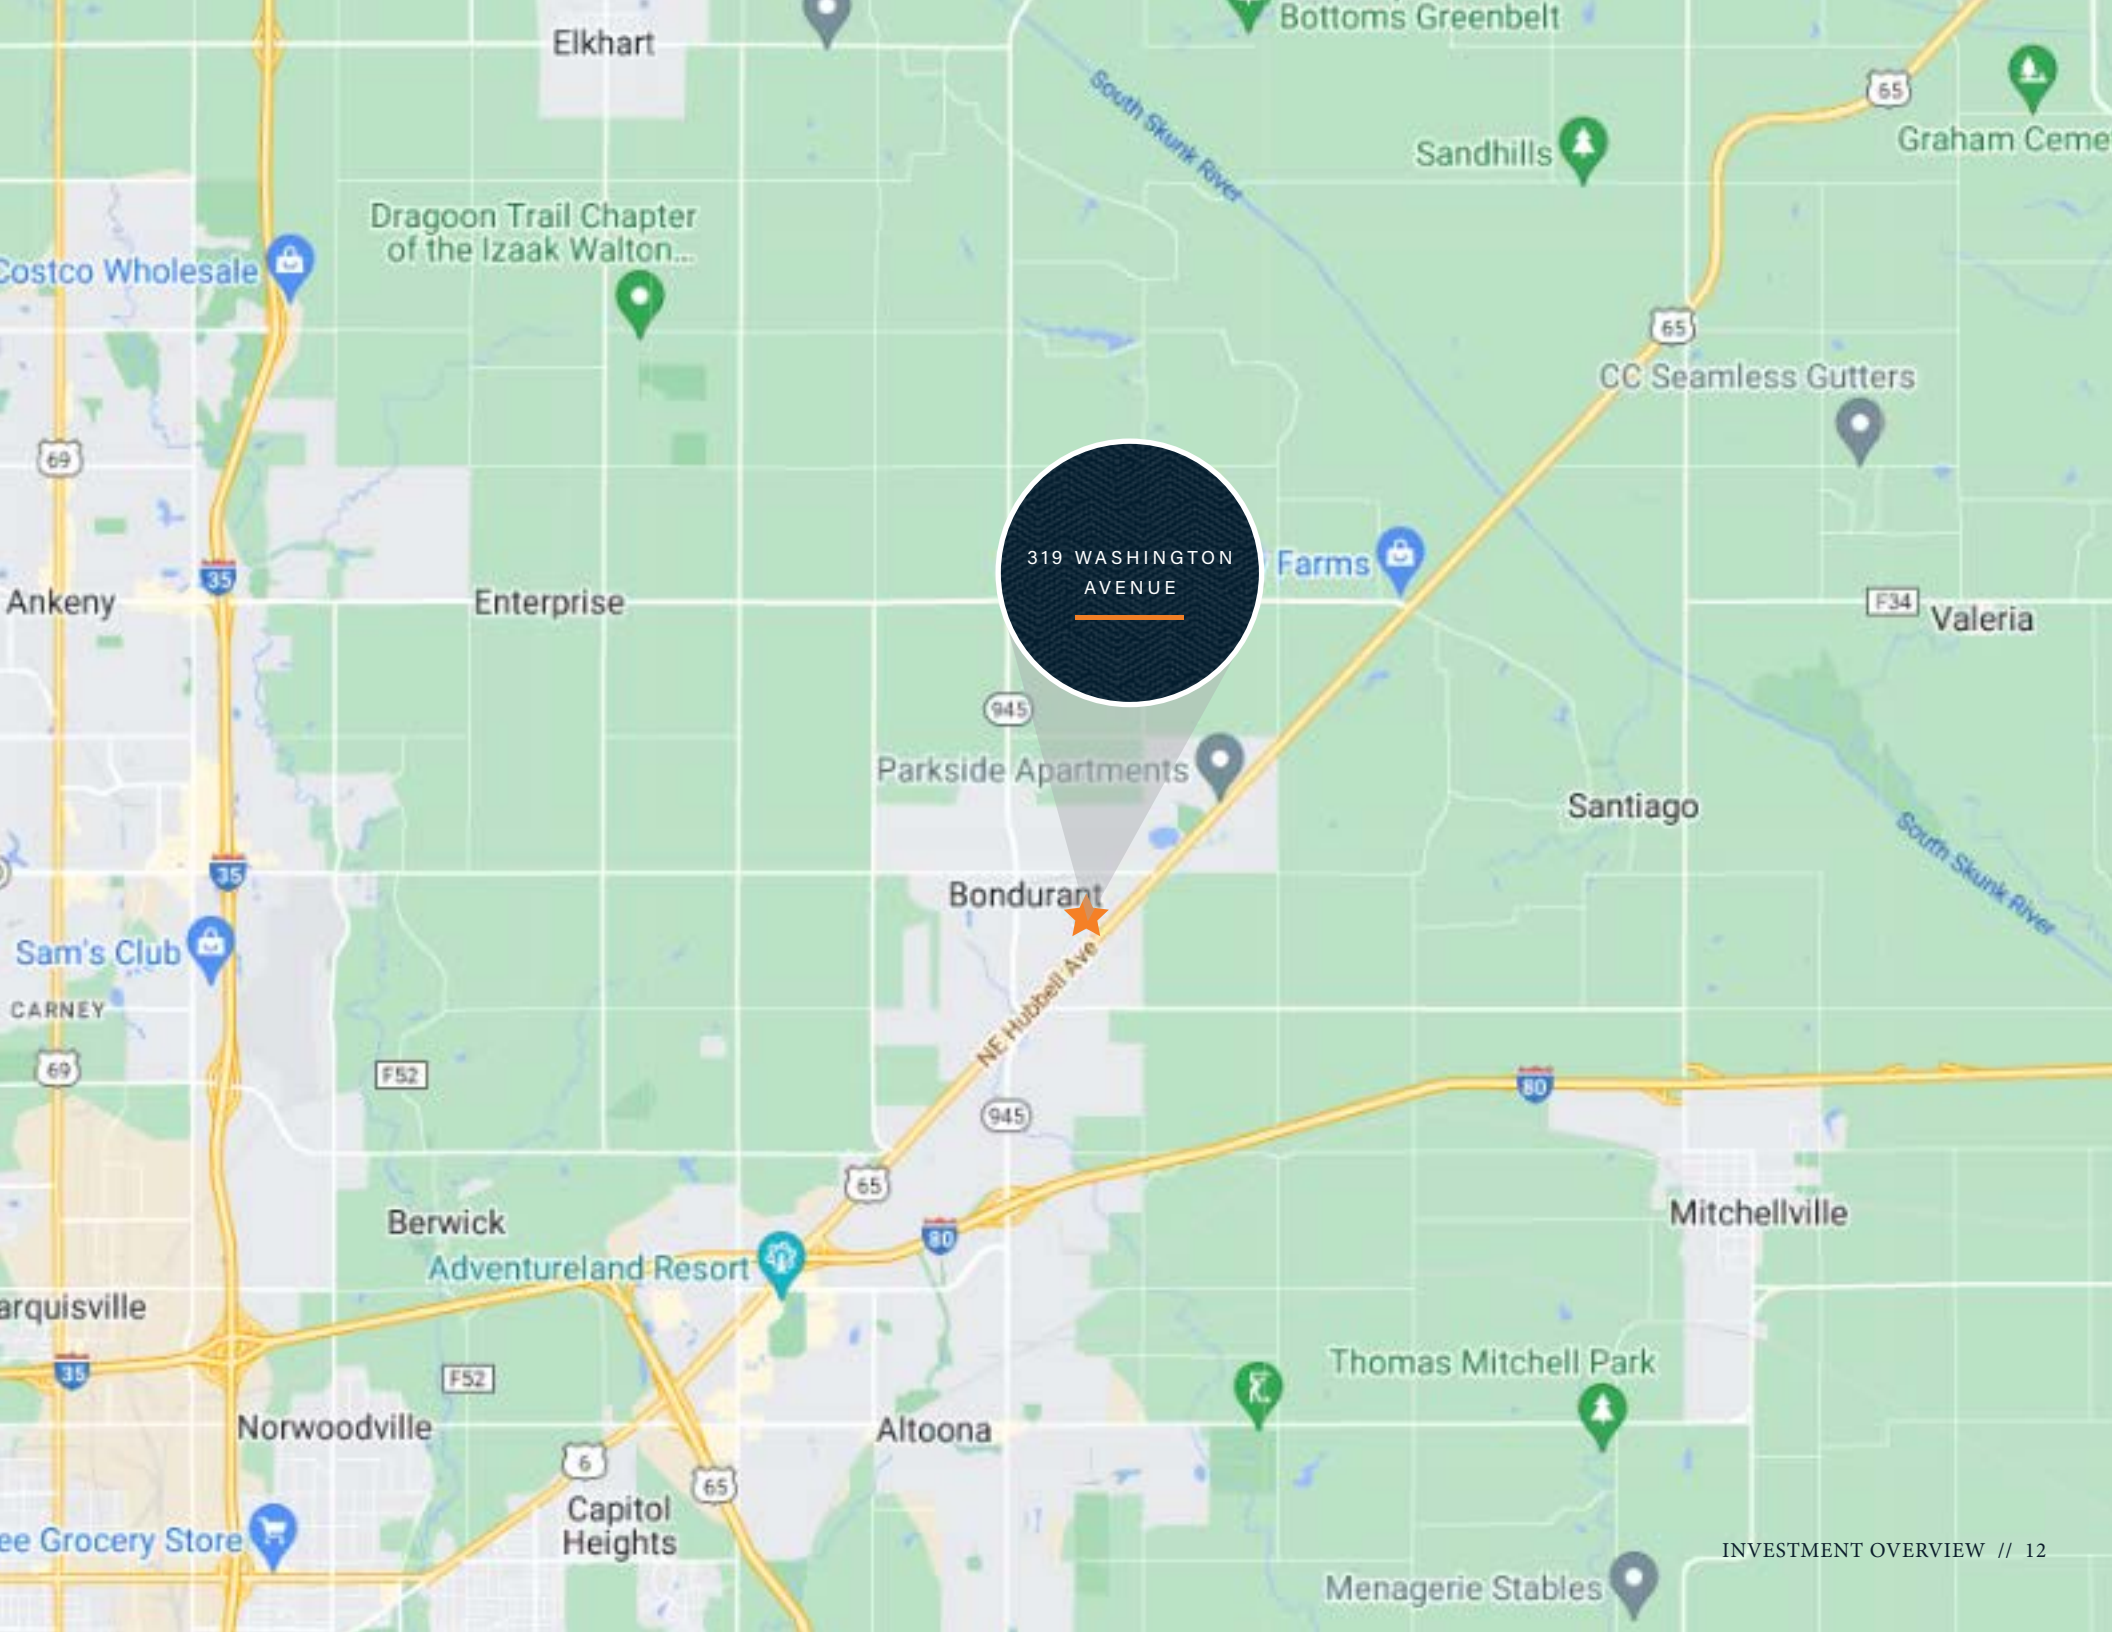 Bottoms Greenbelt
Elkhart
South Skunk River
65
Graham Ceme
Sandhills
Dragoon Trail Chapter
of the Izaak Walton...
Costco Wholesale
65
CC Seamless Gutters
69
319 WASHINGTON
AVENUE
Farms
35
Ankeny
Enterprise
F34
Valeria
945
Parkside Apartments
Santiago
South Skunk River
35
Bondurant
Sam's Club
NE Hubbell Ave
CARNEY
69
F52
80
945
65
Mitchellville
Berwick
80
Adventureland Resort
arquisville
35
F52
Thomas Mitchell Park
Norwoodville
Altoona
6
65
Capitol
Heights
ee Grocery Store
INVESTMENT OVERVIEW // 12
Menagerie Stables